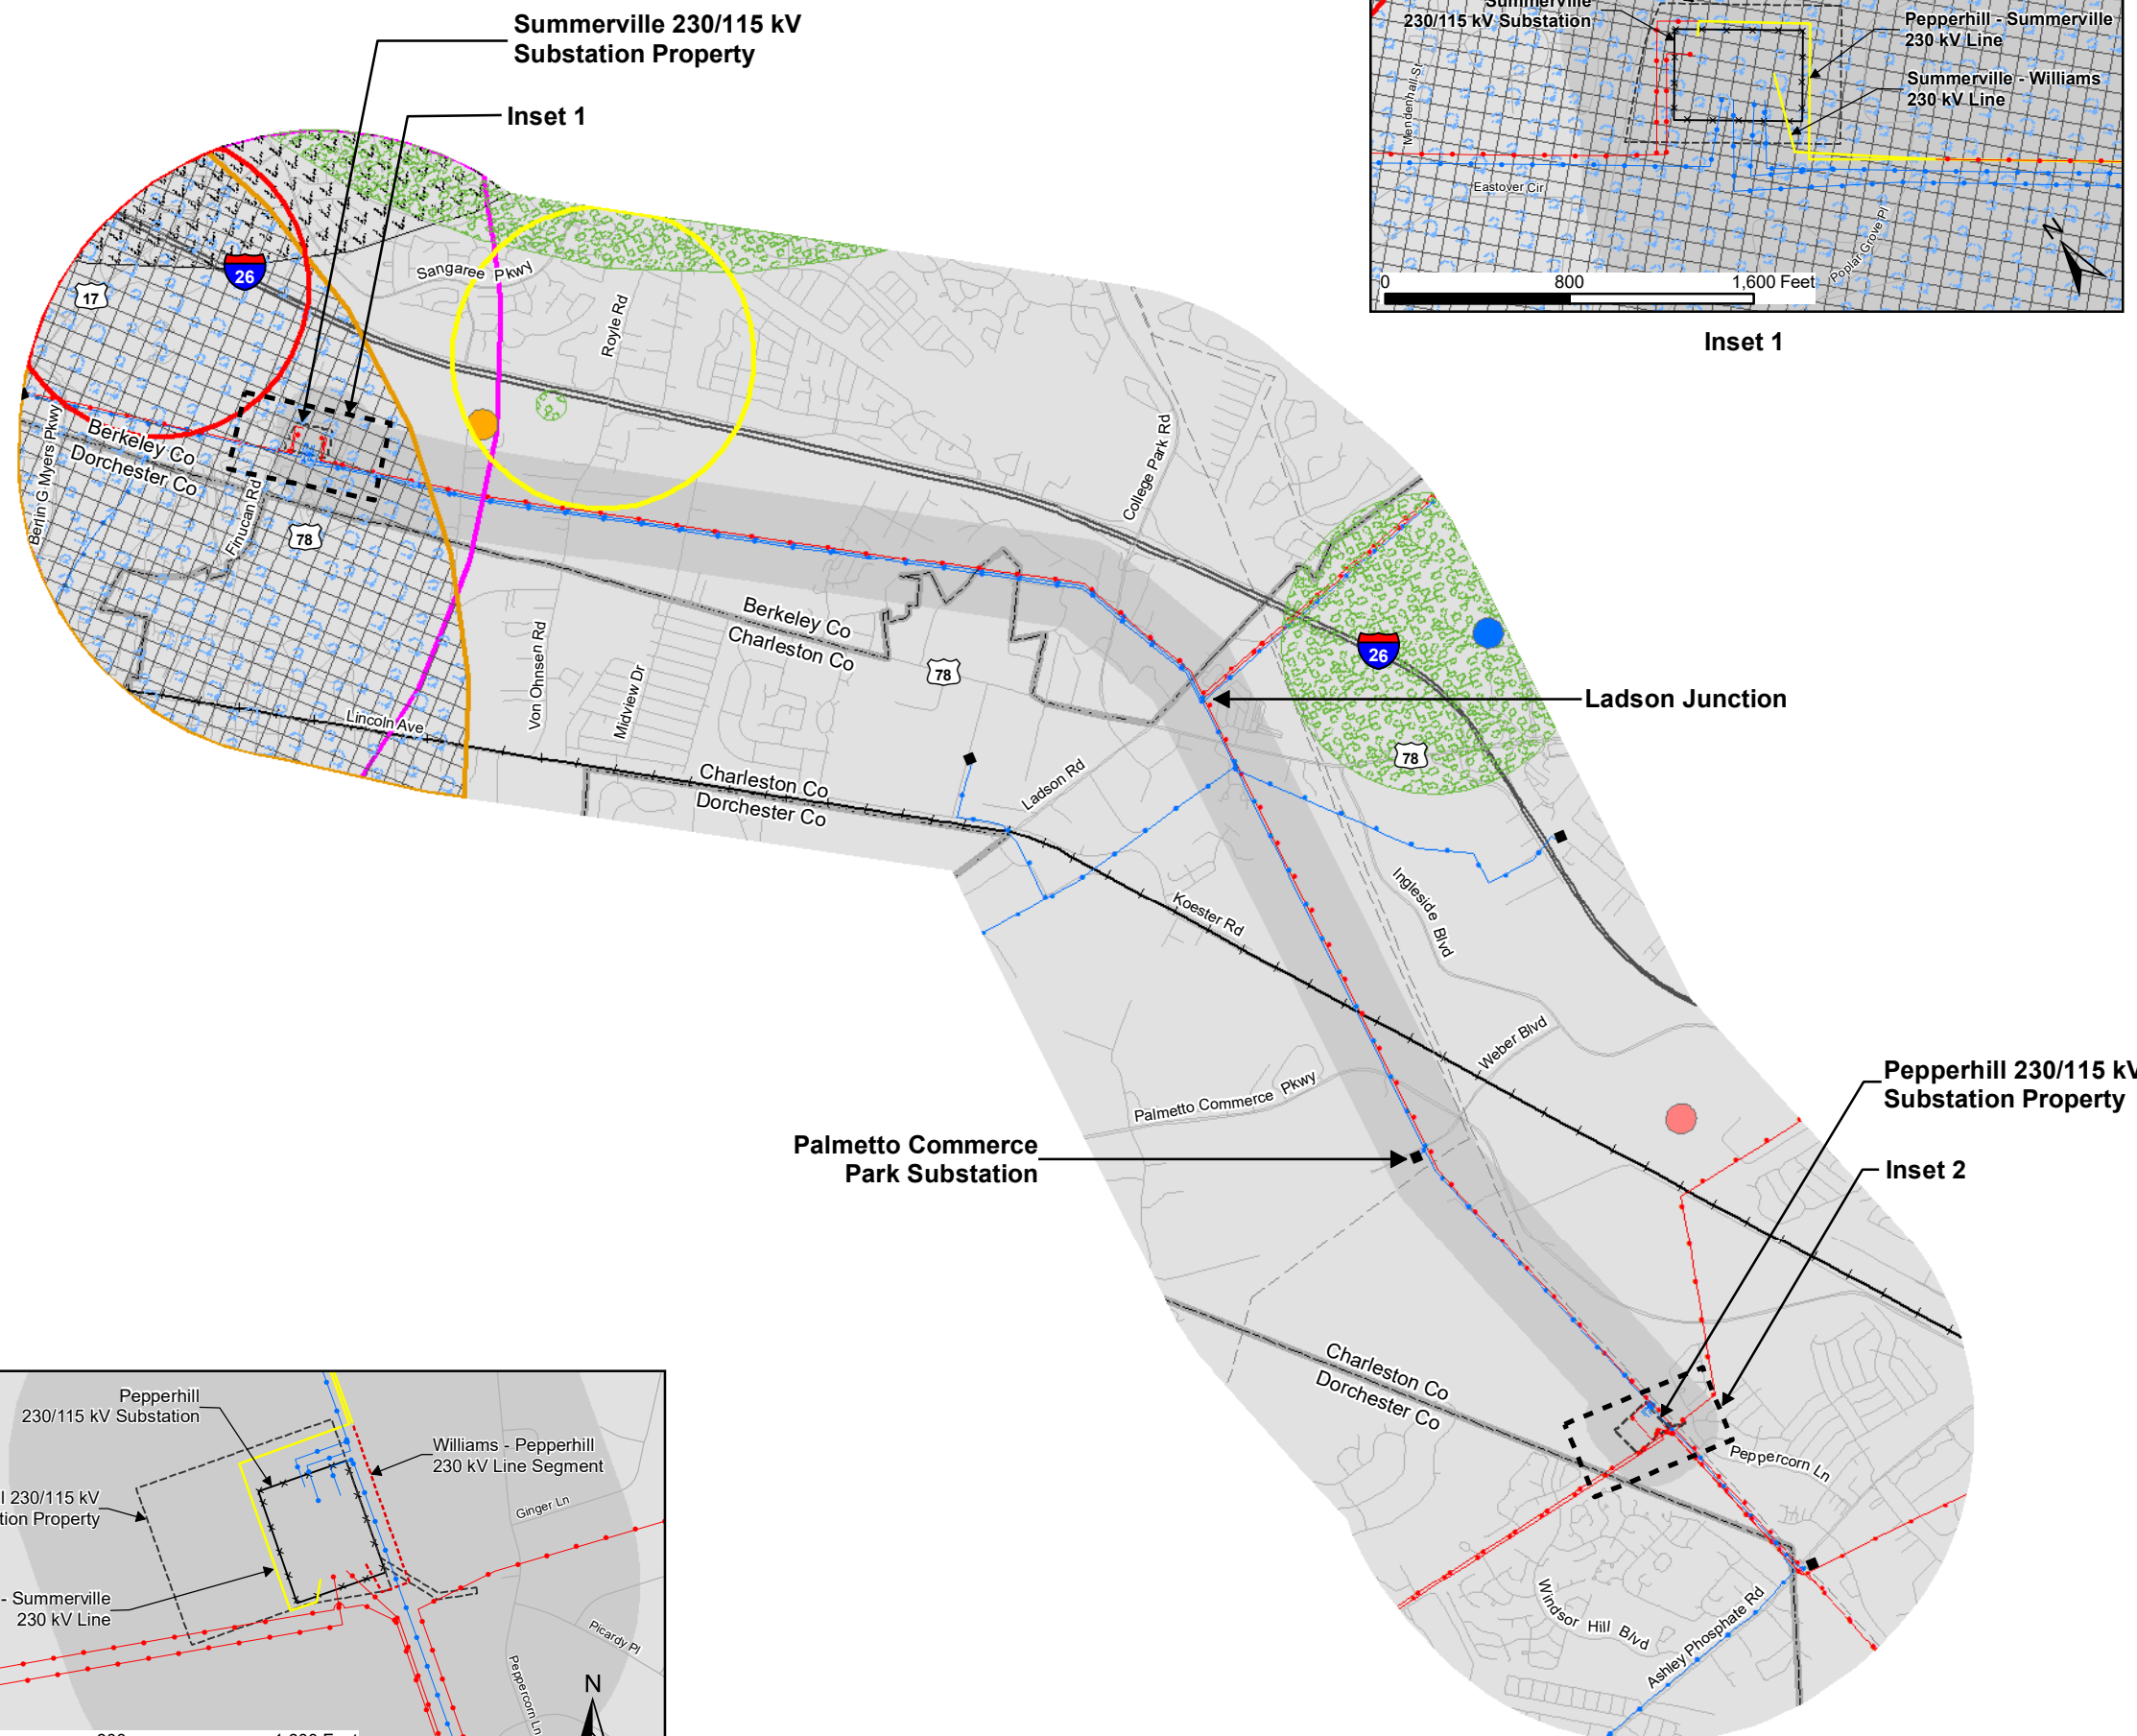 Summerville 230/115 kV
Substation Property
Inset 1
Summerville
230/115 kV Substation
Pepperhill - Summerville
230 kV Line
Summerville - Williams
230 kV Line
Mendenhall St
Eastover Cir
Poplar Grove Pl
N
0 800 1,600 Feet
Inset 1
26
17
Sangaree Pkwy
Royle Rd
Berlin G Myers Pkwy
Berkeley Co
Dorchester Co
Finucan Rd
78
College Park Rd
Berkeley Co
Charleston Co
Von Ohnsen Rd
Midview Dr
78
26
Ladson Junction
Lincoln Ave
78
Charleston Co
Dorchester Co
Ladson Rd
Koester Rd
Ingleside Blvd
Weber Blvd
Palmetto Commerce Pkwy
Pepperhill 230/115 kV
Substation Property
Palmetto Commerce
Park Substation
Inset 2
Charleston Co
Dorchester Co
Peppercorn Ln
Windsor Hill Blvd
Ashley Phosphate Rd
Pepperhill
230/115 kV Substation
Williams - Pepperhill
230 kV Line Segment
l 230/115 kV
tion Property
Ginger Ln
- Summerville
230 kV Line
Picardy Pl
Peppercorn Ln
N